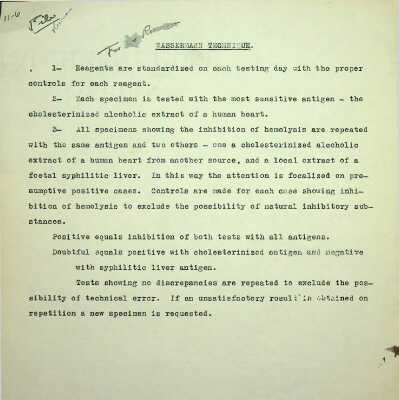 11-6
File
For
WASSERMANN TECHNIQUE.
1- Reagents are standardized on each testing day with the proper
controls for each reagent.
2- Each specimen is tested with the most sensitive antigen - the
cholesterinized alcoholic extract of a human heart.
3- All specimens showing the inhibition of hemolysis are repeated
with the same antigen and two others - one a cholesterinized alcoholic
extract of a human heart from another source, and a local extract of a
foetal syphilitic liver. In this way the attention is focalized on pre-
sumptive positive cases. Controls are made for each case showing inhi-
bition of hemolysis to exclude the possibility of natural inhibitory sub-
stances.
Positive equals inhibition of both tests with all antigens.
Doubtful equals positive with cholesterinized antigen and negative
with syphilitic liver antigen.
Tests showing no discrepancies are repeated to exclude the pos-
sibility of technical error. If an unsatisfactory result is obtained on
repetition a new specimen is requested.